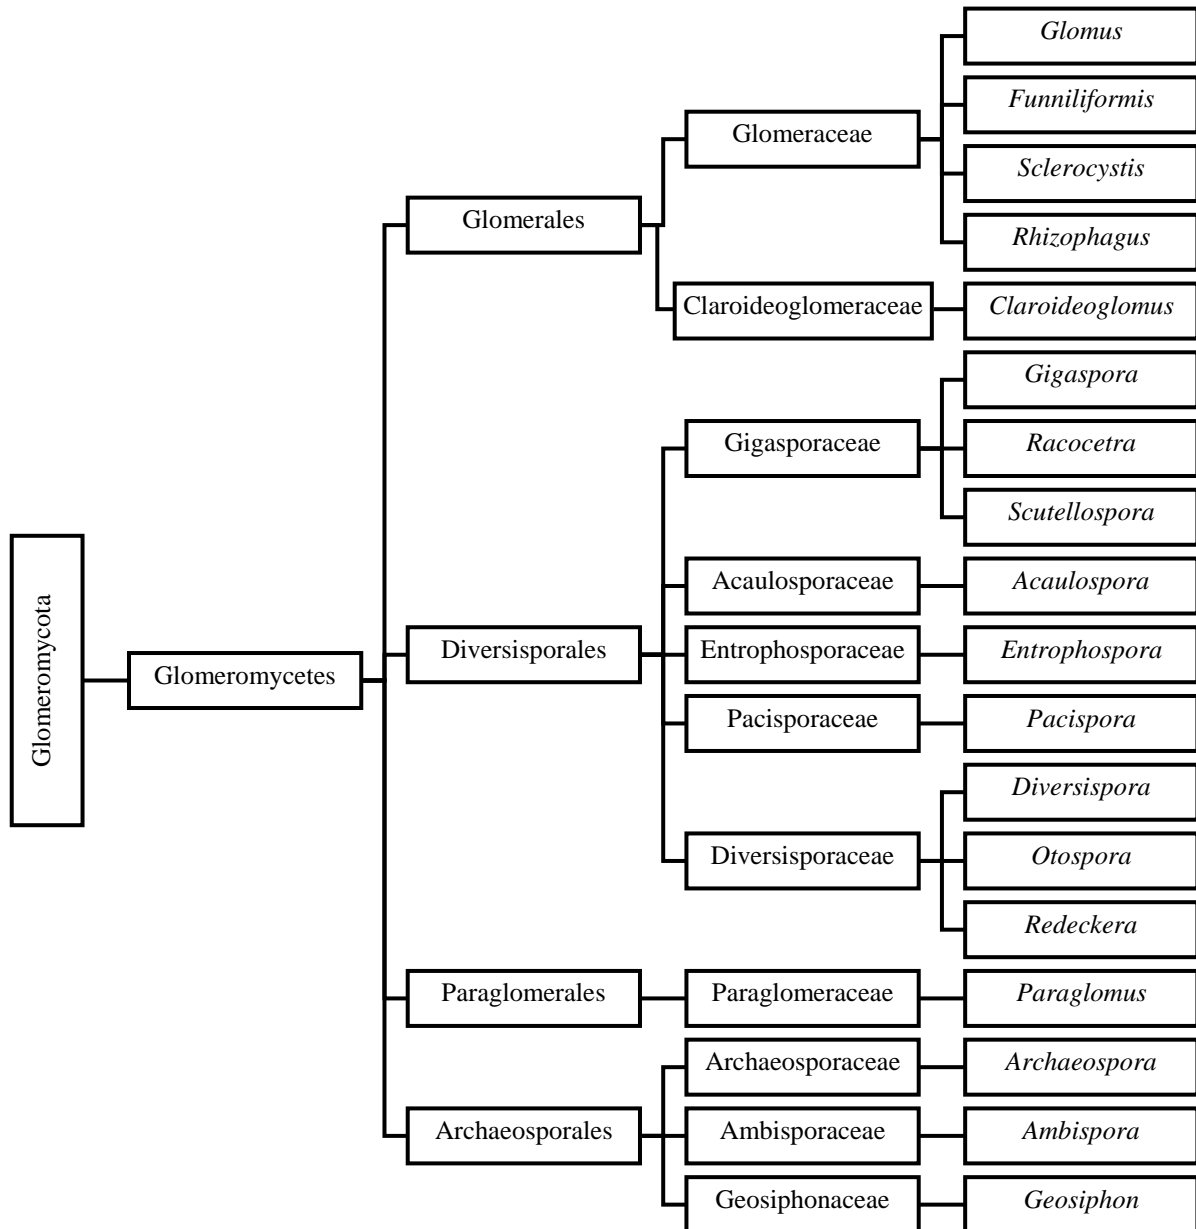 Glomeromycota
Glomeromycetes
Glomerales
Glomeraceae
Glomus
Funniliformis
Sclerocystis
Rhizophagus
Claroideoglomeraceae
Claroideoglomus
Diversisporales
Gigasporaceae
Gigaspora
Racocetra
Scutellospora
Acaulosporaceae
Acaulospora
Entrophosporaceae
Entrophospora
Pacisporaceae
Pacispora
Diversisporaceae
Diversispora
Otospora
Redeckera
Paraglomerales
Paraglomeraceae
Paraglomus
Archaeosporales
Archaeosporaceae
Archaeospora
Ambisporaceae
Ambispora
Geosiphonaceae
Geosiphon